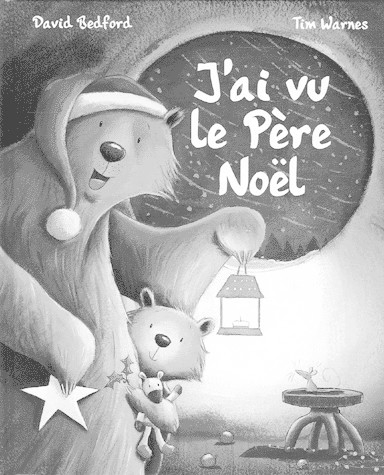 David Bedford
Tim Warnes
J'ai vu
le Père
Noël